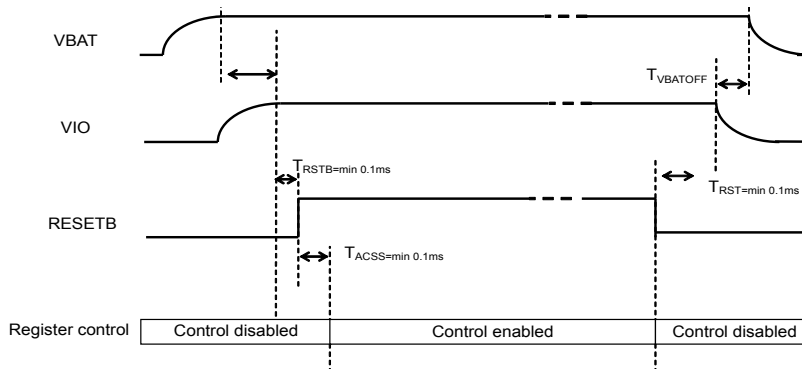 VBAT
TVBATOFF
VIO
TRSTB=min 0.1ms
TRST=min 0.1ms
RESETB
TACSS=min 0.1ms
Register control
Control disabled
Control enabled
Control disabled